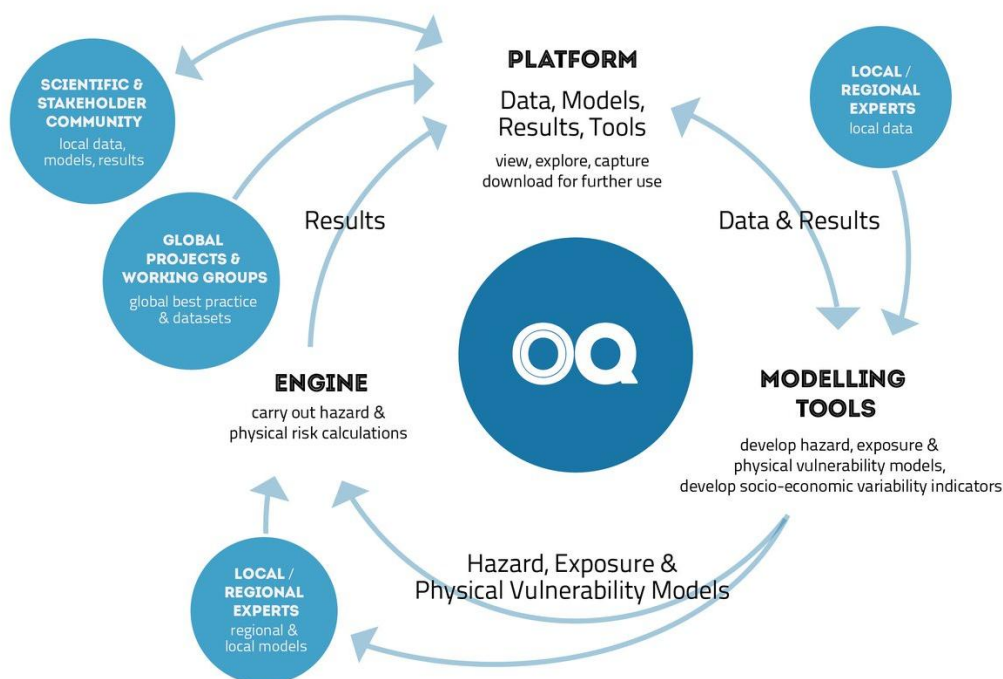 SCIENTIFIC &
STAKEHOLDER
COMMUNITY
local data,
models, results
GLOBAL
PROJECTS &
WORKING GROUPS
global best practice
& datasets
PLATFORM
Data, Models,
Results, Tools
view, explore, capture
download for further use
LOCAL /
REGIONAL
EXPERTS
local data
Results
Data & Results
OQ
ENGINE
carry out hazard &
physical risk calculations
MODELLING
TOOLS
develop hazard, exposure &
physical vulnerability models,
develop socio-economic variability indicators
Hazard, Exposure &
Physical Vulnerability Models
LOCAL /
REGIONAL
EXPERTS
regional &
local models